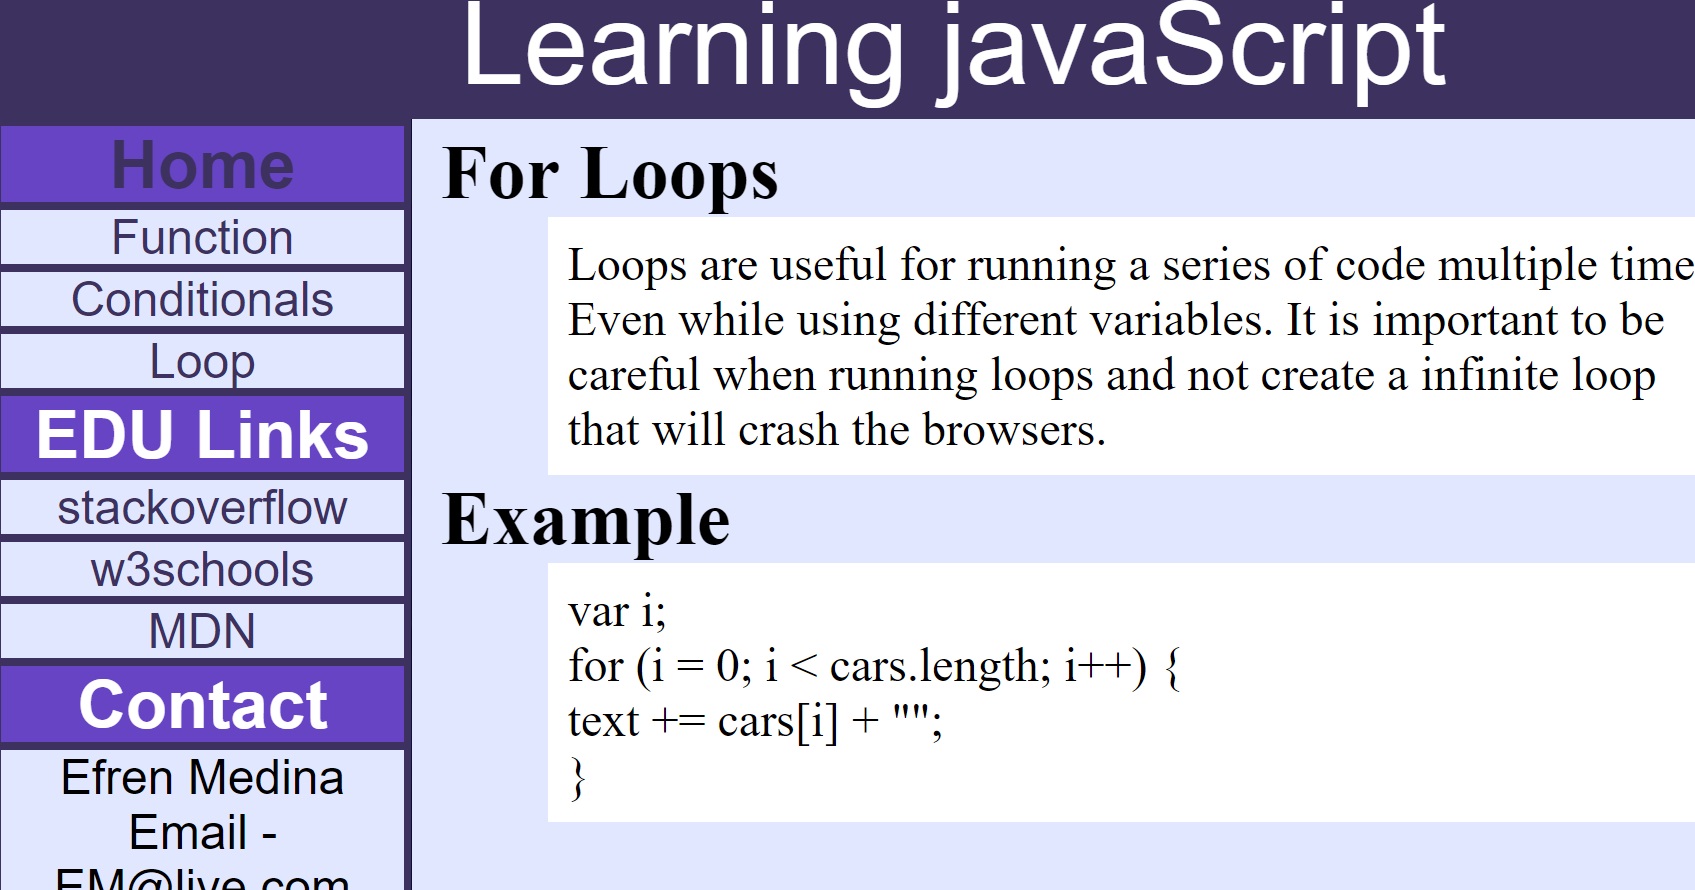 Learning javaScript
Home
Function
Conditionals
Loop
EDU Links
stackoverflow
w3schools
MDN
Contact
Efren Medina
Email -
EM@live.com
For Loops
Loops are useful for running a series of code multiple time
Even while using different variables. It is important to be
careful when running loops and not create a infinite loop
that will crash the browsers.
Example
var i;
for (i = 0; i < cars.length; i++) {
text += cars[i] + "";
}